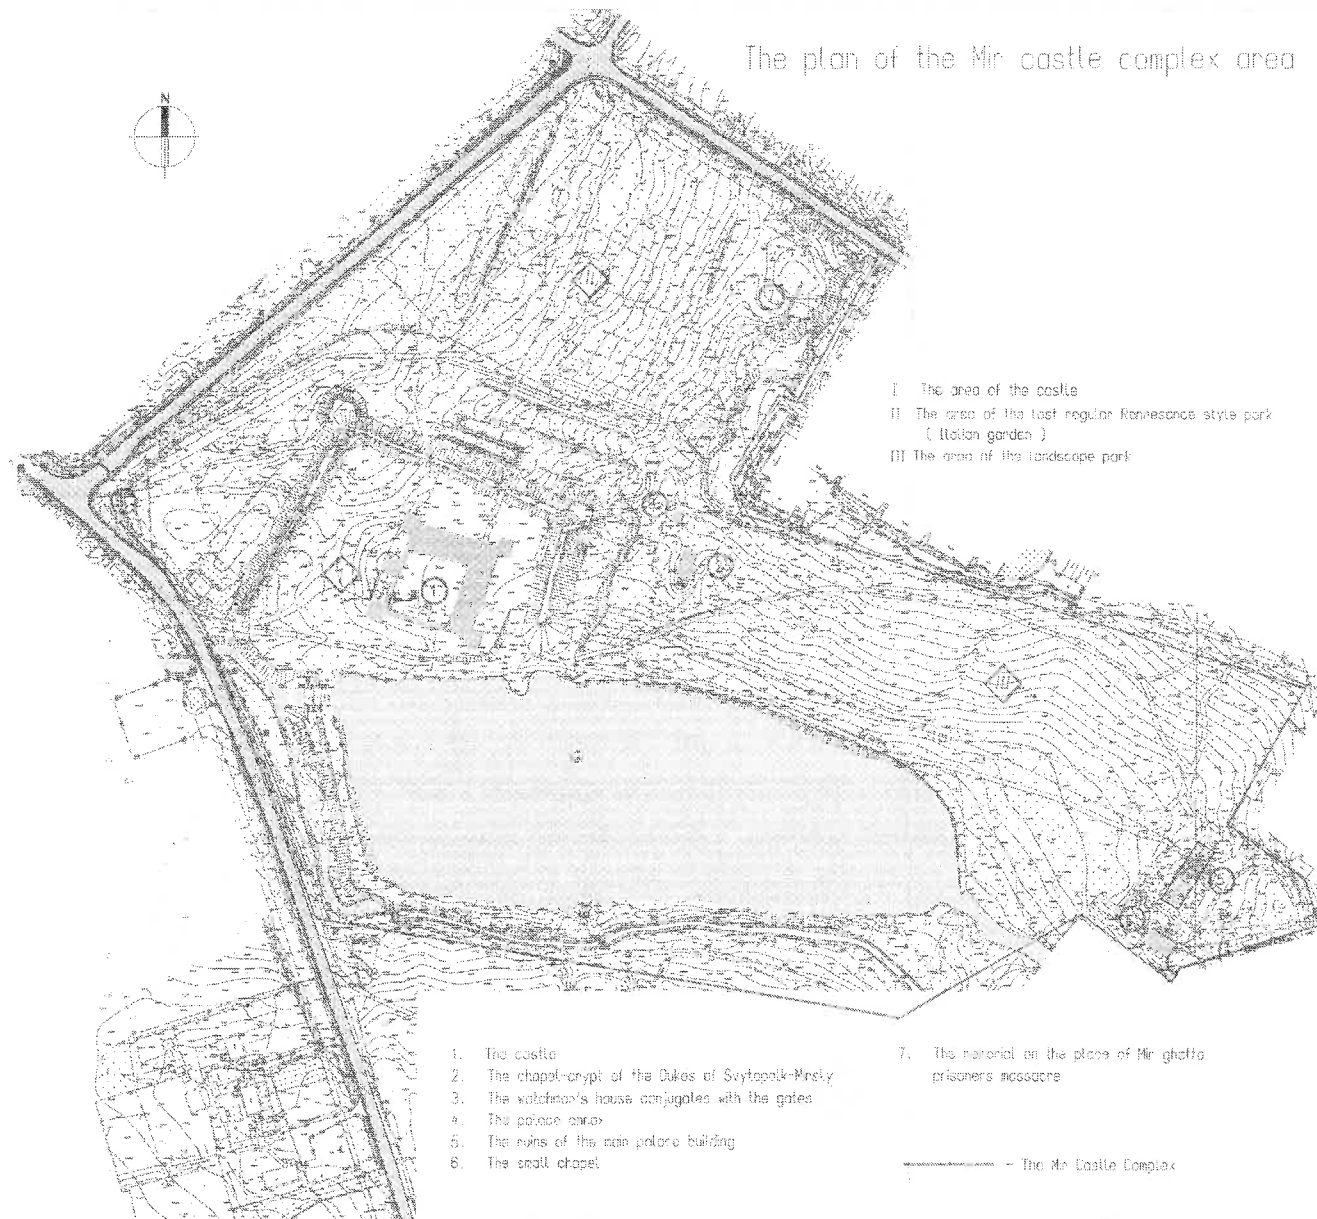 The plan of the Mir castle complex area
N
I The area of the castle
II The area of the last regular Rennesance style park
( Italian garden )
III The area of the landscape park
1. The castle
2. The chapel-crypt of the Dukes of Svytopolk-Mirsky
3. The watchman's house conjugates with the gates
4. The palace annex
5. The ruins of the main palace building
6. The small chapel
7. The memorial on the place of Mir ghetto
prisoners massacre
- The Mir Castle Complex